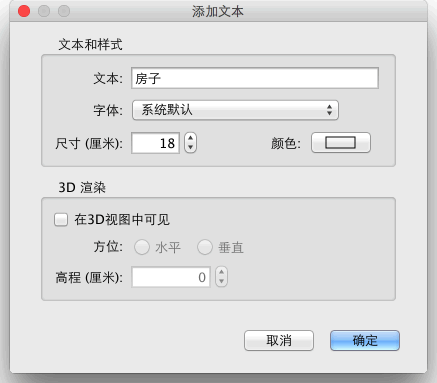 添加文本
文本和样式
文本: 房子
字体: 系统默认
尺寸 (厘米): 18 颜色:
3D 渲染
在3D视图中可见
方位: 水平 垂直
高程 (厘米): 0
取消 确定